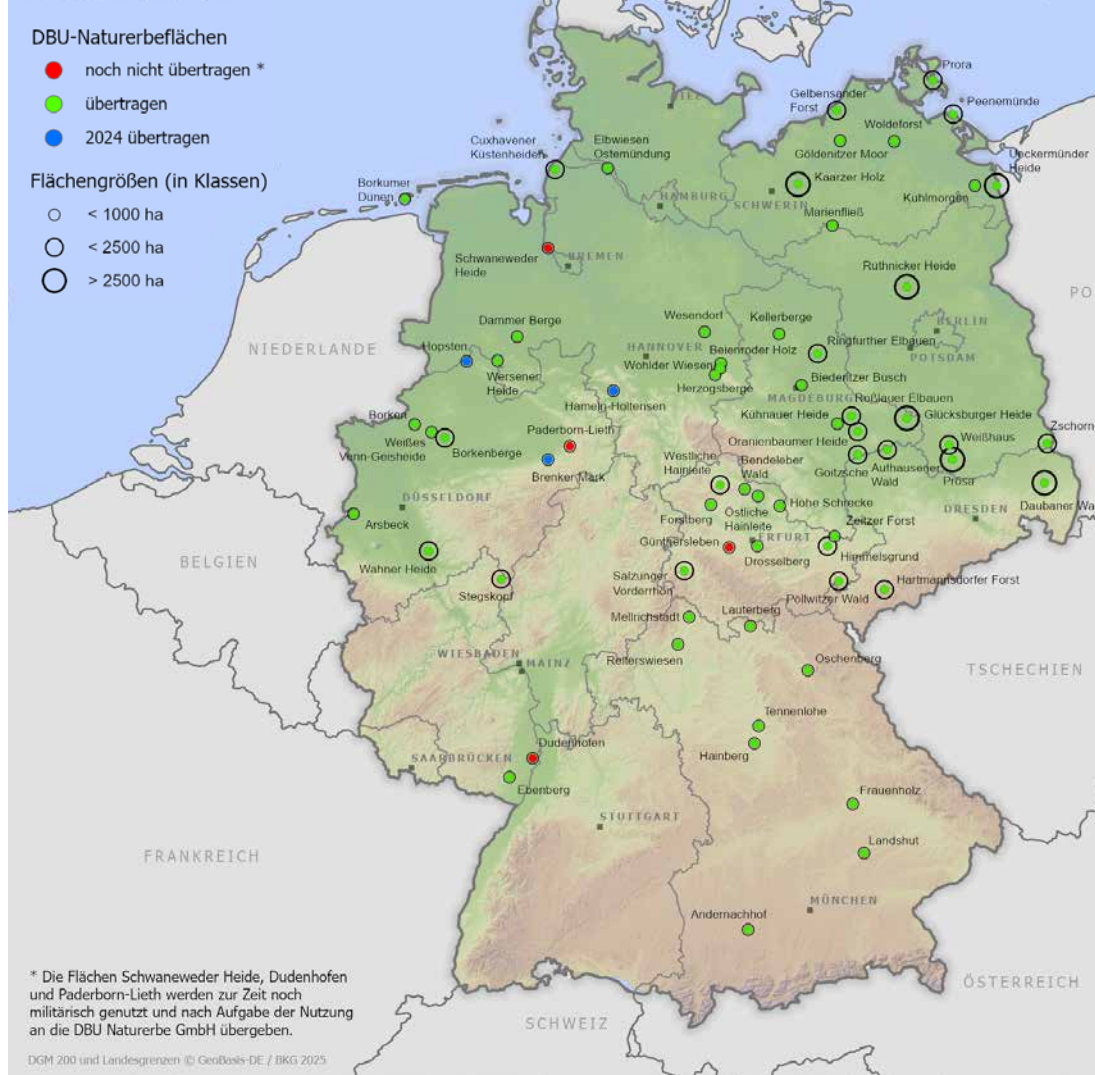 DBU-Naturerbeflächen
noch nicht übertragen *
übertragen
2024 übertragen
Flächengrößen (in Klassen)
< 1000 ha
< 2500 ha
> 2500 ha
Prora
Gelbensander
Forst
Peenemünde
Woldeforst
KIEL
Cuxhavener
Küstenheiden
Elbwiesen
Ostemündung
Göldenitzer Moor
Ueckermünder
Heide
Borkumer
Dünen
Kaarzer Holz
HAMBURG
SCHWERIN
Kuhlmorgen
Marienfließ
Schwaneweder
Heide
BREMEN
Ruthnicker Heide
PO
Dammer Berge
Wesendorf
Kellerberge
BERLIN
NIEDERLANDE
Hopsten
HANNOVER
Beienroder Holz
Ringfurther Elbauen
POTSDAM
Wohlder Wiesen
Wersener
Heide
Herzogsberge
Biederitzer Busch
MAGDEBURG
Roßlauer Elbauen
Hameln-Holtensen
Kühnauer Heide
Glücksburger Heide
Borken
Paderborn-Lieth
Zschorn
Weißes
Venn-Geisheide
Borkenberge
Oranienbaumer Heide
Weißhaus
Westliche
Hainleite
Bendeleber
Wald
Goitzsche
Authausener
Wald
Prösa
Brenker Mark
DÜSSELDORF
Daubaner Wa
Arsbeck
Forstberg
Östliche
Hainleite
Hohe Schrecke
DRESDEN
Zeitzer Forst
Günthersleben
ERFURT
BELGIEN
Wahner Heide
Drosselberg
Himmelsgrund
Stegskopf
Salzunger
Vorderrhön
Pöllwitzer Wald
Hartmannsdorfer Forst
Mellrichstadt
Lauterberg
WIESBADEN
MAINZ
Reiterswiesen
Oschenberg
TSCHECHIEN
Tennenlohe
Dudenhofen
Hainberg
SAARBRÜCKEN
Ebenberg
Frauenholz
STUTTGART
FRANKREICH
Landshut
MÜNCHEN
Andernachhof
* Die Flächen Schwaneweder Heide, Dudenhofen
und Paderborn-Lieth werden zur Zeit noch
militärisch genutzt und nach Aufgabe der Nutzung
an die DBU Naturerbe GmbH übergeben.
ÖSTERREICH
SCHWEIZ
DGM 200 und Landesgrenzen © GeoBasis-DE / BKG 2025